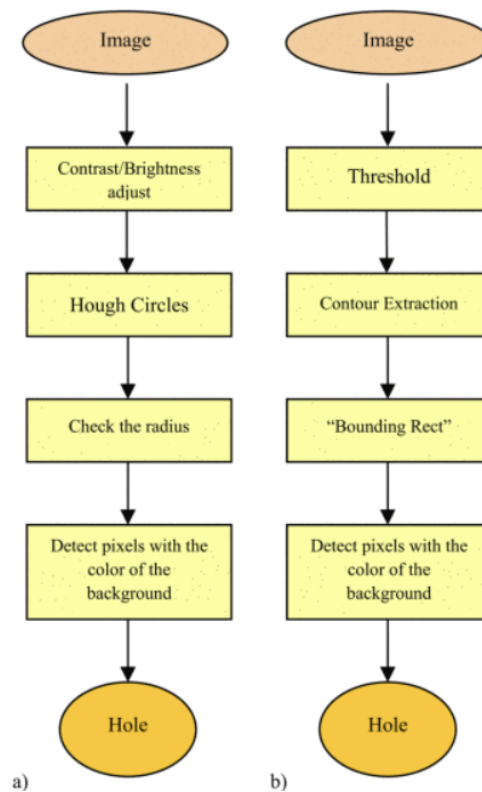 Image
Contrast/Brightness
adjust
Hough Circles
Check the radius
Detect pixels with the
color of the
background
Hole
a)
Image
Threshold
Contour Extraction
“Bounding Rect”
Detect pixels with the
color of the
background
Hole
b)